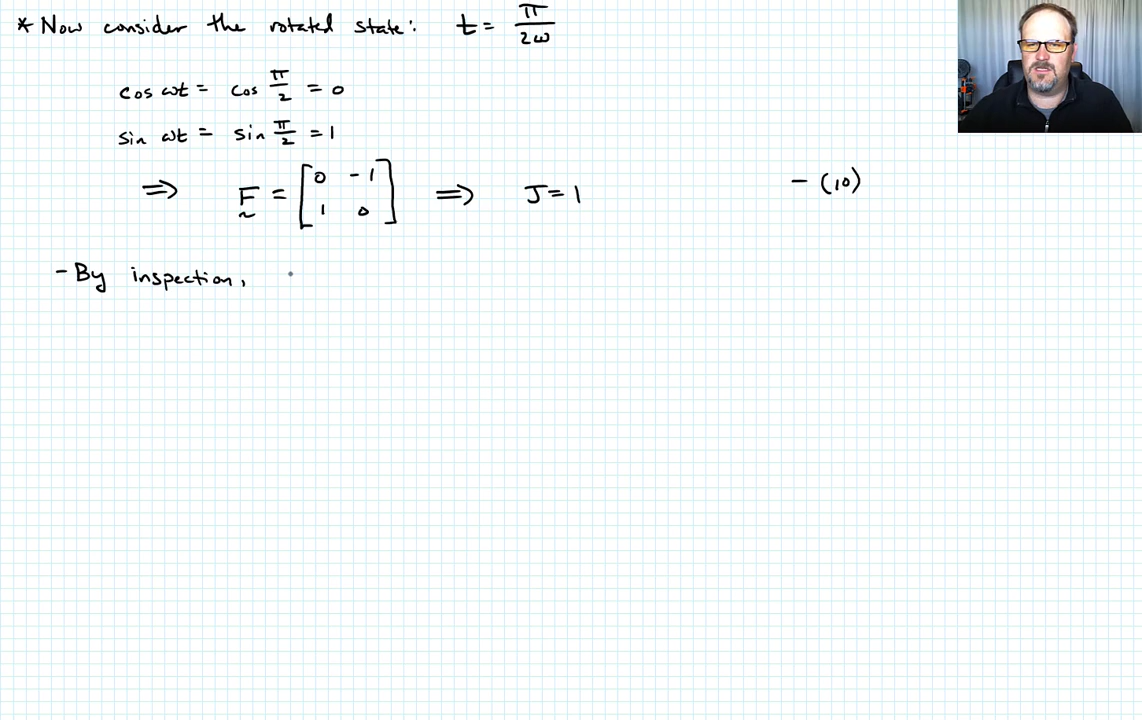 * Now consider the rotated state: t = π/2ω
cos ωt = cos π/2 = 0
sin ωt = sin π/2 = 1
⇒ F̰ = [0 -1; 1 0] ⇒ J = 1 - (10)
- By inspection,